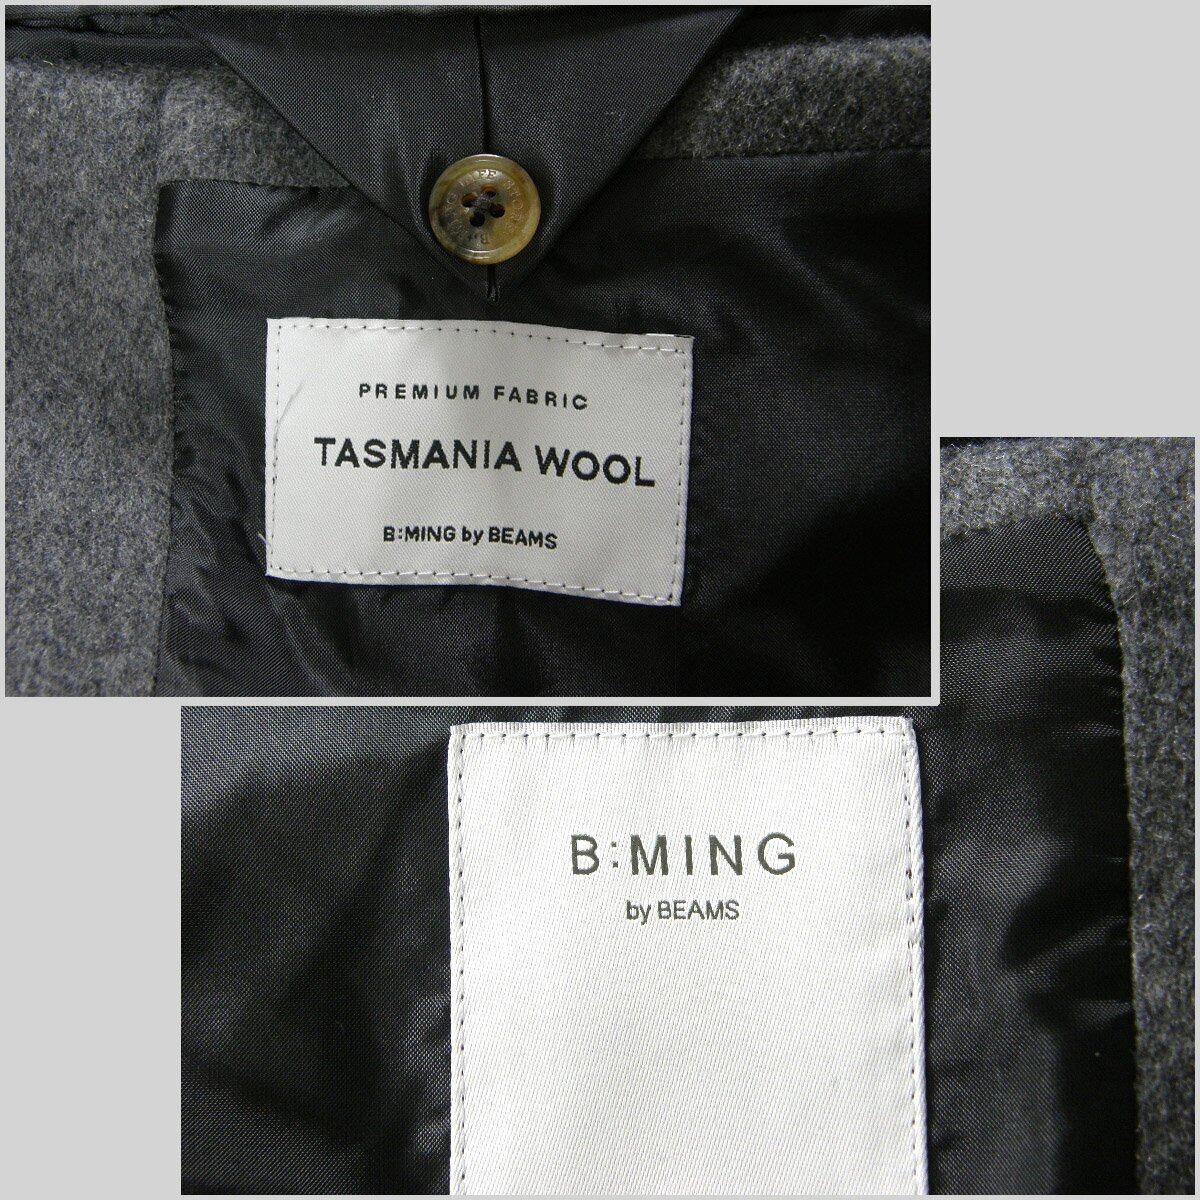 PREMIUM FABRIC
TASMANIA WOOL
B:MING by BEAMS
B:MING
by BEAMS